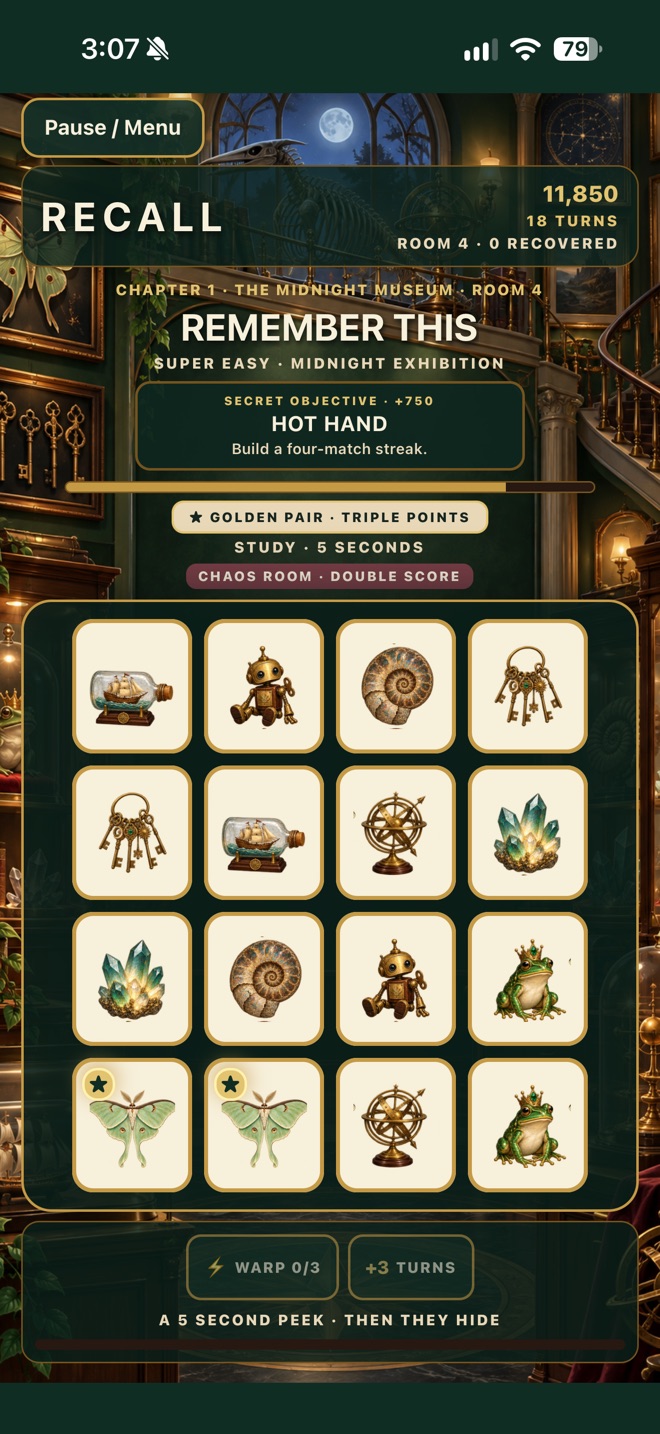 3:07
79
Pause / Menu
RECALL
11,850
18 TURNS
ROOM 4 · 0 RECOVERED
CHAPTER 1 · THE MIDNIGHT MUSEUM · ROOM 4
REMEMBER THIS
SUPER EASY · MIDNIGHT EXHIBITION
SECRET OBJECTIVE · +750
HOT HAND
Build a four-match streak.
★ GOLDEN PAIR · TRIPLE POINTS
STUDY · 5 SECONDS
CHAOS ROOM · DOUBLE SCORE
⚡ WARP 0/3
+3 TURNS
A 5 SECOND PEEK · THEN THEY HIDE